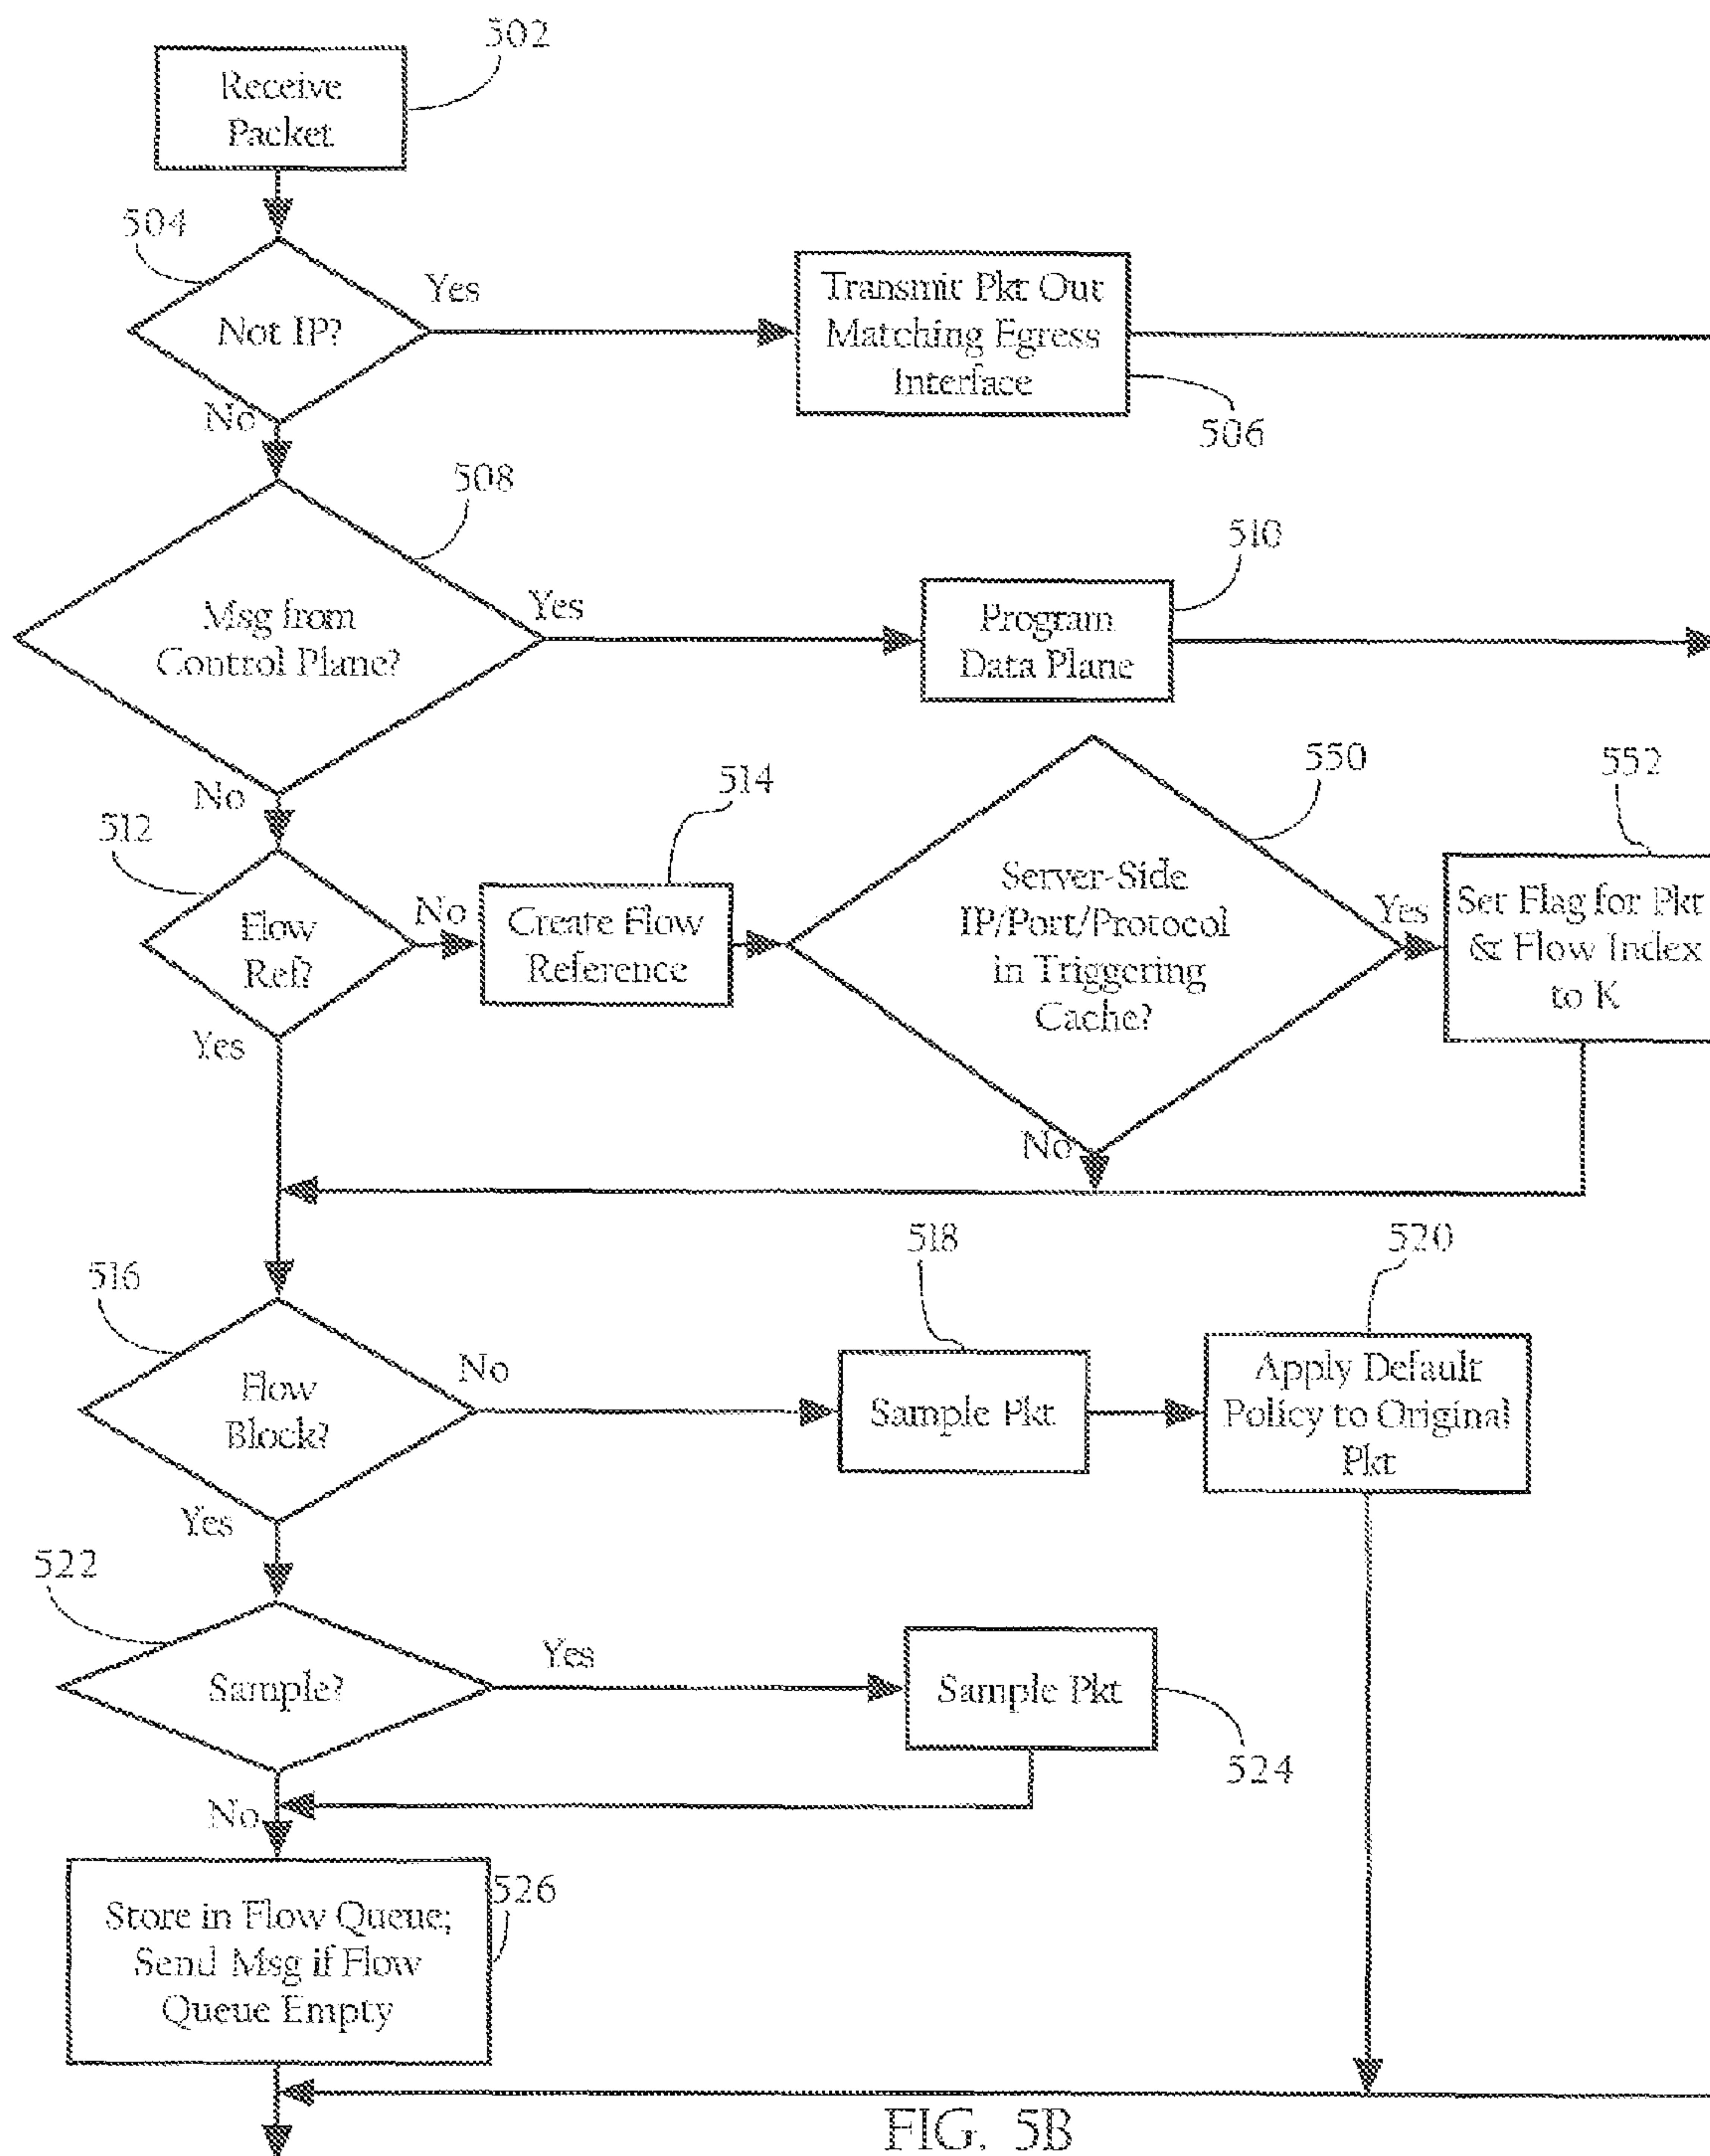 502
Receive
Packet
504
Not IP?
Yes
No
Transmit Pkt Out
Matching Egress
Interface
506
508
Msg from
Control Plane?
Yes
No
510
Program
Data Plane
512
Flow
Ref?
No
Yes
514
Create Flow
Reference
550
Server-Side
IP/Port/Protocol
in Triggering
Cache?
Yes
No
552
Set Flag for Pkt
& Flow Index
to K
516
Flow
Block?
No
Yes
518
Sample Pkt
520
Apply Default
Policy to Original
Pkt
522
Sample?
Yes
No
Sample Pkt
524
526
Store in Flow Queue;
Send Msg if Flow
Queue Empty
FIG. 5B